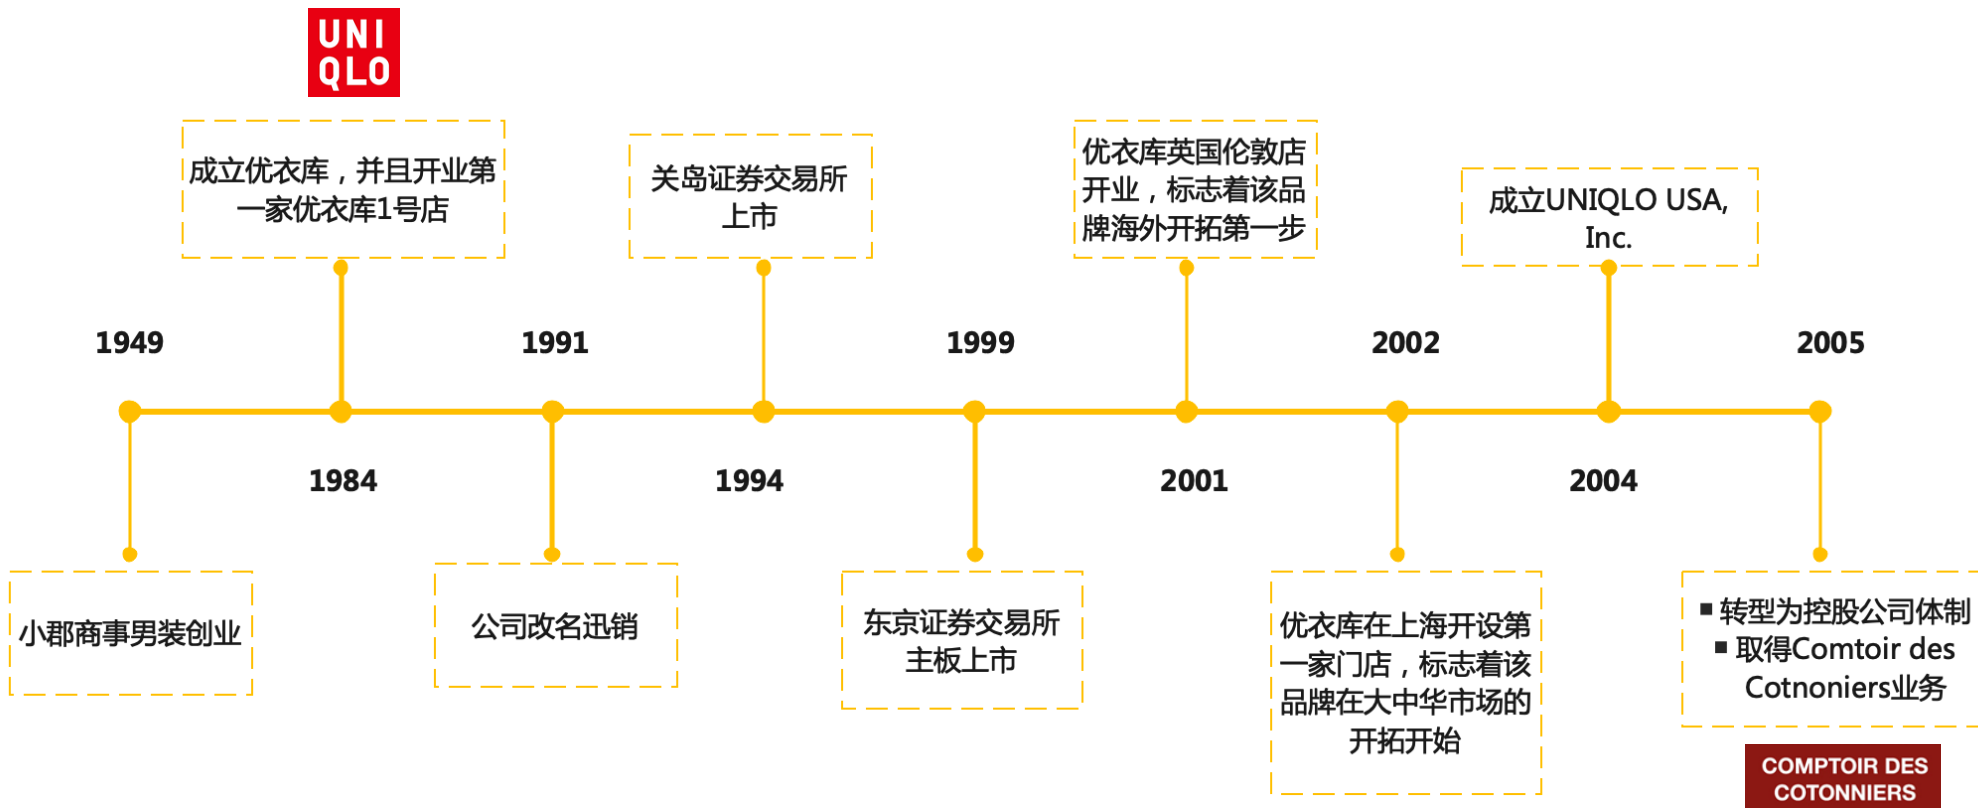 UNI
QLO
成立优衣库，并且开业第
一家优衣库1号店
关岛证券交易所
上市
优衣库英国伦敦店
开业，标志着该品
牌海外开拓第一步
成立UNIQLO USA,
Inc.
1949
1991
1999
2002
2005
1984
1994
2001
2004
小郡商事男装创业
公司改名迅销
东京证券交易所
主板上市
优衣库在上海开设第
一家门店，标志着该
品牌在大中华市场的
开拓开始
▪ 转型为控股公司体制
▪ 取得Comtoir des
Cotnoniers业务
COMPTOIR DES
COTONNIERS